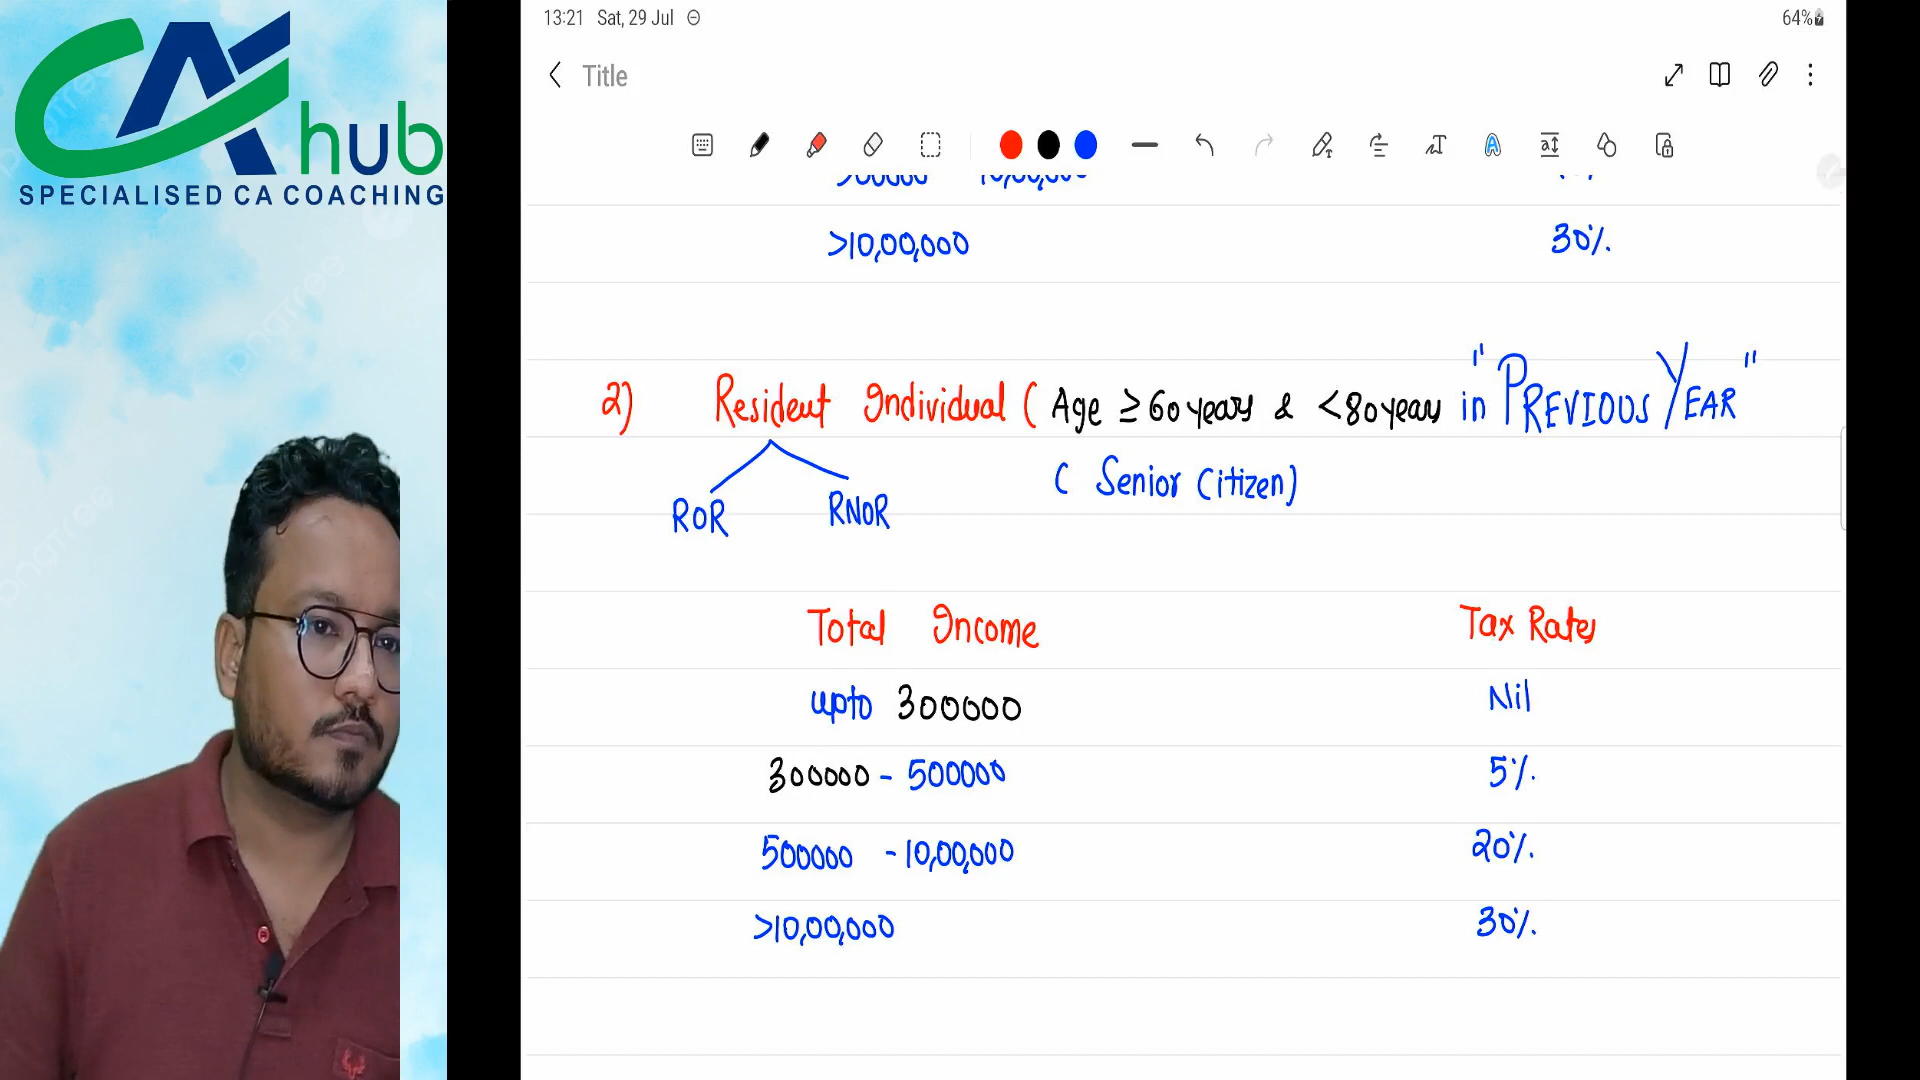 CA hub
SPECIALISED CA COACHING
13:21 Sat, 29 Jul
64%
Title
>10,00,000 30%
2) Resident Individual ( Age ≥ 60 years & < 80 years in "PREVIOUS YEAR"
( Senior Citizen)
ROR RNOR
Total Income Tax Rates
upto 300000 Nil
300000 - 500000 5%
500000 - 10,00,000 20%
>10,00,000 30%